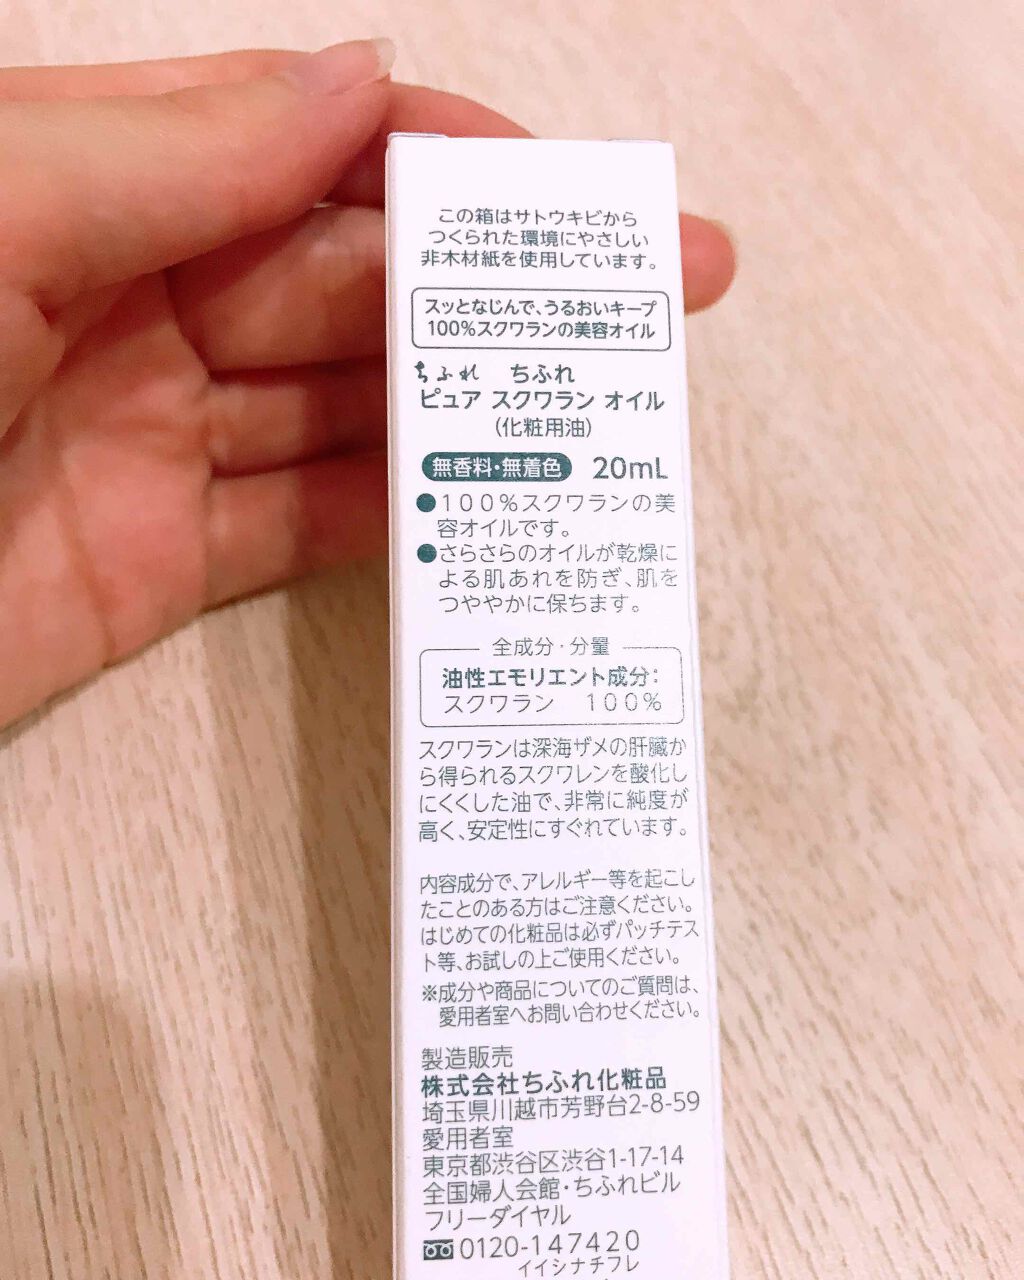 この箱はサトウキビから
つくられた環境にやさしい
非木材紙を使用しています。
スッとなじんで、うるおいキープ
100%スクワランの美容オイル
ちふれ ちふれ
ピュア スクワラン オイル
(化粧用油)
無香料・無着色 20mL
●100%スクワランの美
容オイルです。
●さらさらのオイルが乾燥に
よる肌あれを防ぎ、肌を
つややかに保ちます。
全成分・分量
油性エモリエント成分:
スクワラン 100%
スクワランは深海ザメの肝臓か
ら得られるスクワレンを酸化し
にくくした油で、非常に純度が
高く、安定性にすぐれています。
内容成分で、アレルギー等を起こし
たことのある方はご注意ください。
はじめての化粧品は必ずパッチテス
ト等、お試しの上ご使用ください。
※成分や商品についてのご質問は、
愛用者室へお問い合わせください。
製造販売
株式会社ちふれ化粧品
埼玉県川越市芳野台2-8-59
愛用者室
東京都渋谷区渋谷1-17-14
全国婦人会館・ちふれビル
フリーダイヤル
0120-147420
イイシナチフレ